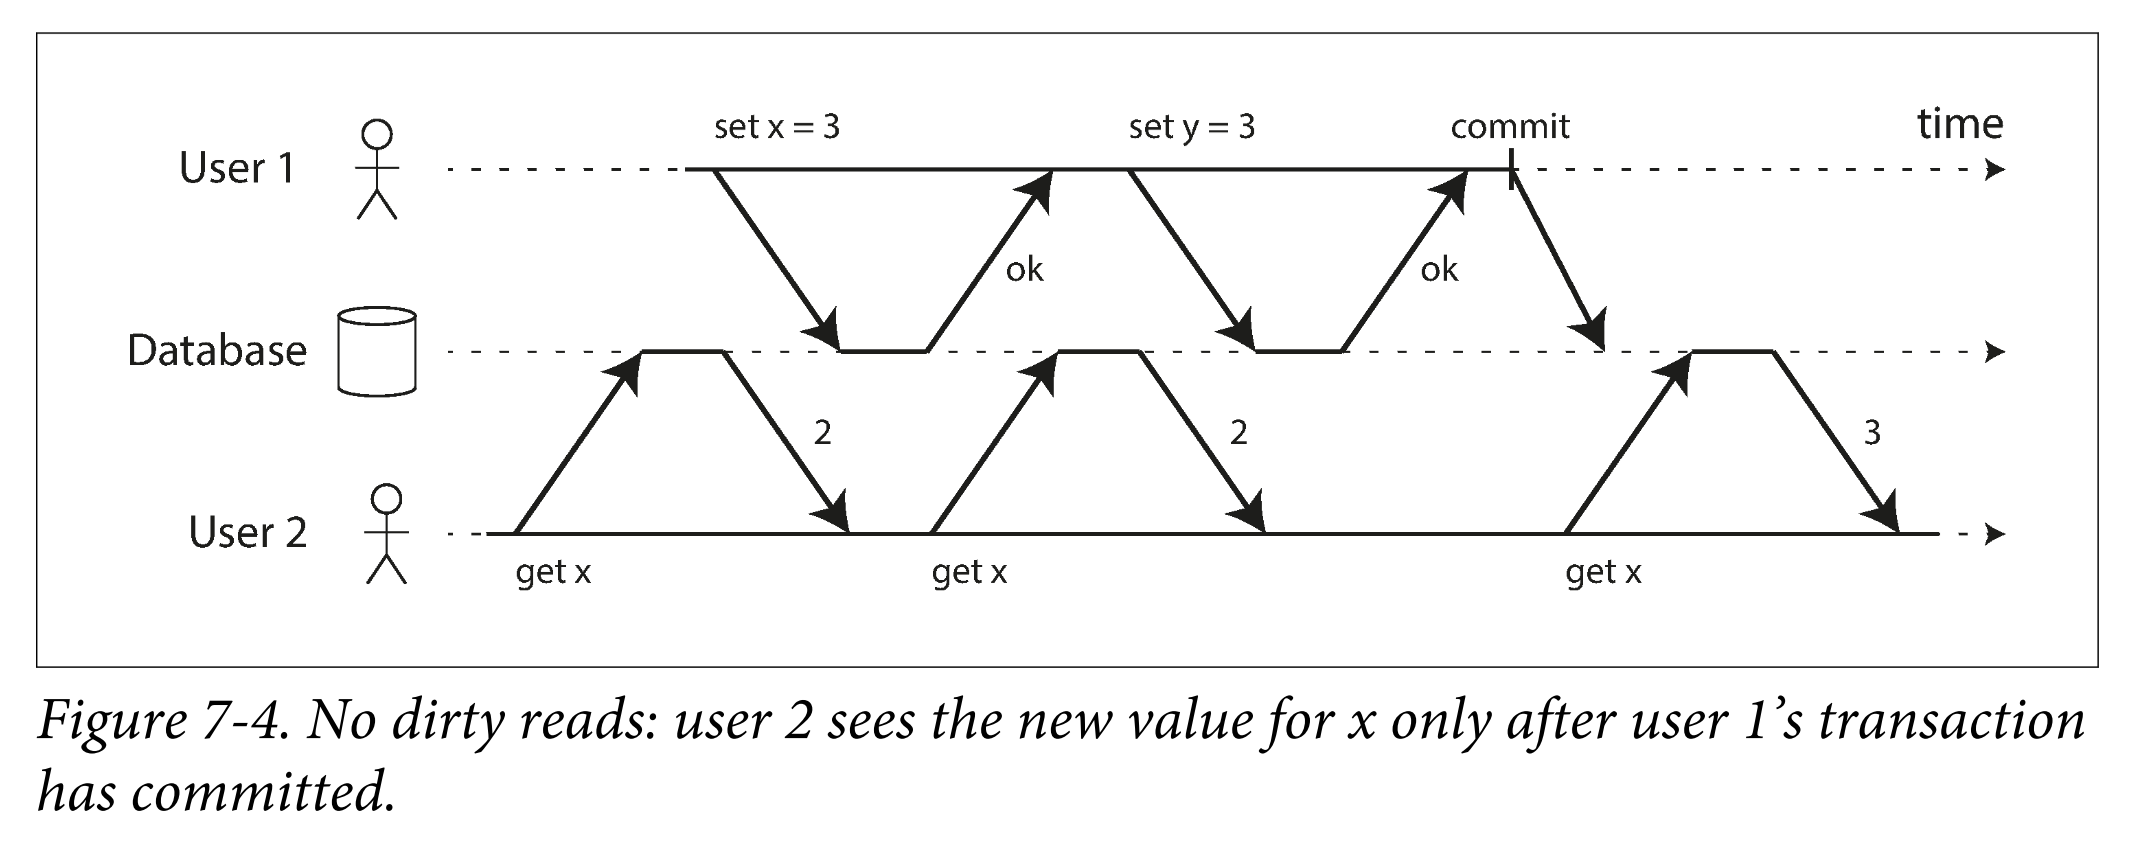 set x = 3
set y = 3
commit
time
User 1
ok
ok
Database
2
2
3
User 2
get x
get x
get x
Figure 7-4. No dirty reads: user 2 sees the new value for x only after user 1’s transaction
has committed.